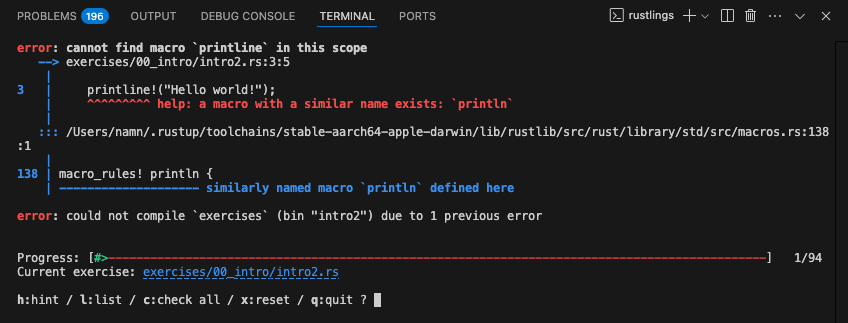 PROBLEMS 196 OUTPUT DEBUG CONSOLE TERMINAL PORTS rustlings
error: cannot find macro `printline` in this scope
--> exercises/00_intro/intro2.rs:3:5
|
3 | printline!("Hello world!");
| ^^^^^^^^^ help: a macro with a similar name exists: `println`
|
::: /Users/namn/.rustup/toolchains/stable-aarch64-apple-darwin/lib/rustlib/src/rust/library/std/src/macros.rs:138
:1
|
138 | macro_rules! println {
| -------------------- similarly named macro `println` defined here
error: could not compile `exercises` (bin "intro2") due to 1 previous error
Progress: [#>-----------------------------------------------------------------------------------------------] 1/94
Current exercise: exercises/00_intro/intro2.rs
h:hint / l:list / c:check all / x:reset / q:quit ?